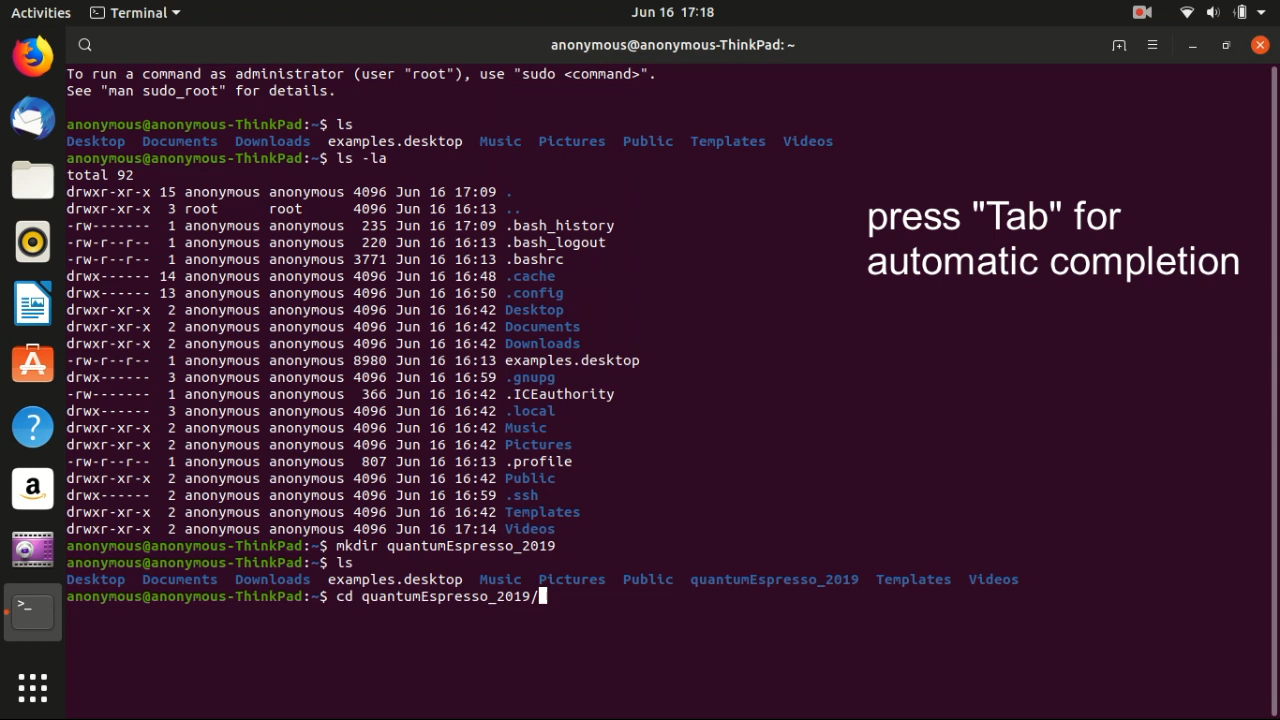 Activities Terminal Jun 16 17:18
anonymous@anonymous-ThinkPad: ~
To run a command as administrator (user "root"), use "sudo <command>".
See "man sudo_root" for details.
anonymous@anonymous-ThinkPad:~$ ls
Desktop Documents Downloads examples.desktop Music Pictures Public Templates Videos
anonymous@anonymous-ThinkPad:~$ ls -la
total 92
drwxr-xr-x 15 anonymous anonymous 4096 Jun 16 17:09 .
drwxr-xr-x 3 root root 4096 Jun 16 16:13 ..
-rw------- 1 anonymous anonymous 235 Jun 16 17:09 .bash_history
-rw-r--r-- 1 anonymous anonymous 220 Jun 16 16:13 .bash_logout
-rw-r--r-- 1 anonymous anonymous 3771 Jun 16 16:13 .bashrc
drwx------ 14 anonymous anonymous 4096 Jun 16 16:48 .cache
drwx------ 13 anonymous anonymous 4096 Jun 16 16:50 .config
drwxr-xr-x 2 anonymous anonymous 4096 Jun 16 16:42 Desktop
drwxr-xr-x 2 anonymous anonymous 4096 Jun 16 16:42 Documents
drwxr-xr-x 2 anonymous anonymous 4096 Jun 16 16:42 Downloads
-rw-r--r-- 1 anonymous anonymous 8980 Jun 16 16:13 examples.desktop
drwx------ 3 anonymous anonymous 4096 Jun 16 16:59 .gnupg
-rw------- 1 anonymous anonymous 366 Jun 16 16:42 .ICEauthority
drwx------ 3 anonymous anonymous 4096 Jun 16 16:42 .local
drwxr-xr-x 2 anonymous anonymous 4096 Jun 16 16:42 Music
drwxr-xr-x 2 anonymous anonymous 4096 Jun 16 16:42 Pictures
-rw-r--r-- 1 anonymous anonymous 807 Jun 16 16:13 .profile
drwxr-xr-x 2 anonymous anonymous 4096 Jun 16 16:42 Public
drwx------ 2 anonymous anonymous 4096 Jun 16 16:59 .ssh
drwxr-xr-x 2 anonymous anonymous 4096 Jun 16 16:42 Templates
drwxr-xr-x 2 anonymous anonymous 4096 Jun 16 17:14 Videos
anonymous@anonymous-ThinkPad:~$ mkdir quantumEspresso_2019
anonymous@anonymous-ThinkPad:~$ ls
Desktop Documents Downloads examples.desktop Music Pictures Public quantumEspresso_2019 Templates Videos
anonymous@anonymous-ThinkPad:~$ cd quantumEspresso_2019/
press "Tab" for
automatic completion